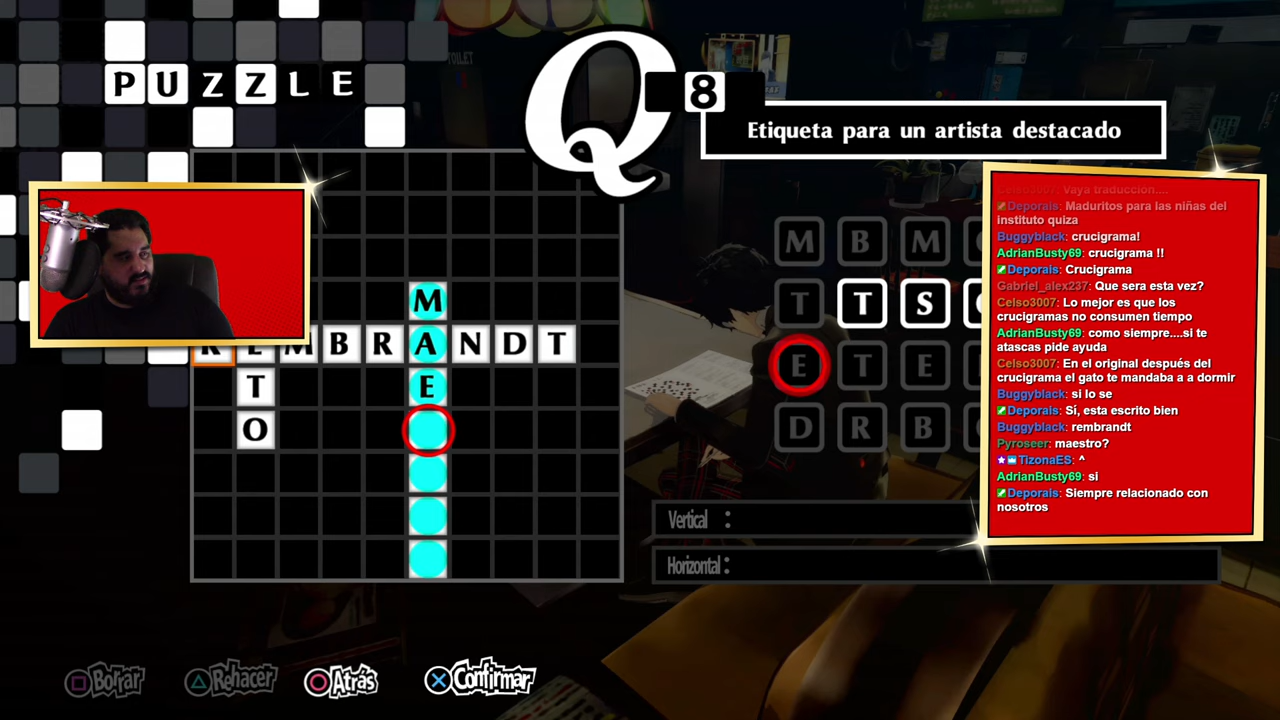 TOILET
PUZZLE
Q 8
Etiqueta para un artista destacado
M B M
T T S
E T E
D R B
M
REMBRANDT
T E
O
Celso3007: Vaya traducción....
Deporais: Maduritos para las niñas del
instituto quiza
Buggyblack: crucigrama!
AdrianBusty69: crucigrama !!
Deporais: Crucigrama
Gabriel_alex237: Que sera esta vez?
Celso3007: Lo mejor es que los
crucigramas no consumen tiempo
AdrianBusty69: como siempre....si te
atascas pide ayuda
Celso3007: En el original después del
crucigrama el gato te mandaba a a dormir
Buggyblack: si lo se
Deporais: Sí, esta escrito bien
Buggyblack: rembrandt
Pyroseer: maestro?
TizonaES: ^
AdrianBusty69: si
Deporais: Siempre relacionado con
nosotros
Vertical :
Horizontal :
Borrar
Rehacer
Atrás
Confirmar